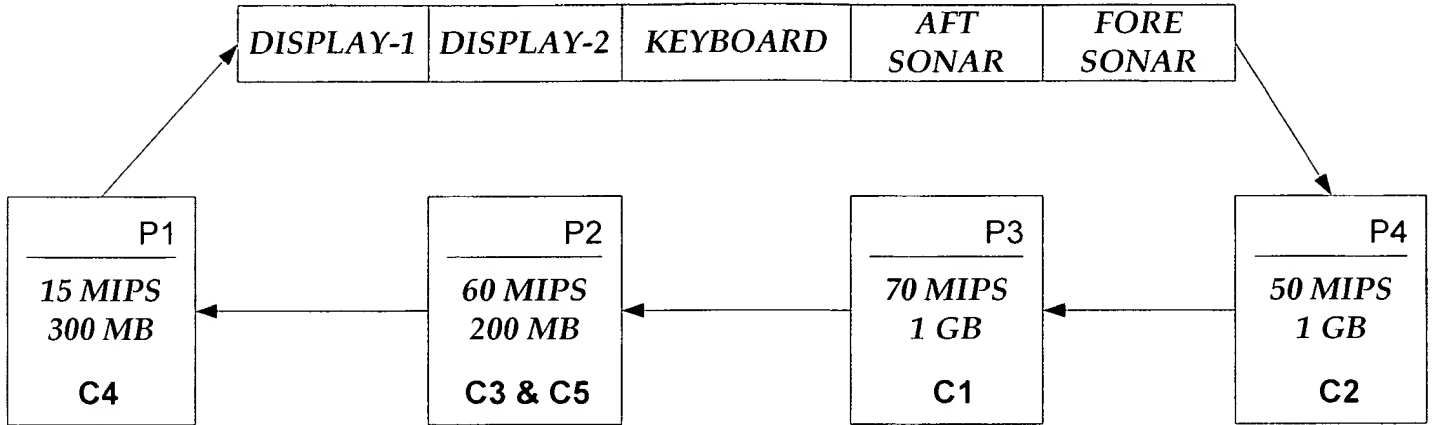 DISPLAY-1
DISPLAY-2
KEYBOARD
AFT
SONAR
FORE
SONAR
P1
15 MIPS
300 MB
C4
P2
60 MIPS
200 MB
C3 & C5
P3
70 MIPS
1 GB
C1
P4
50 MIPS
1 GB
C2